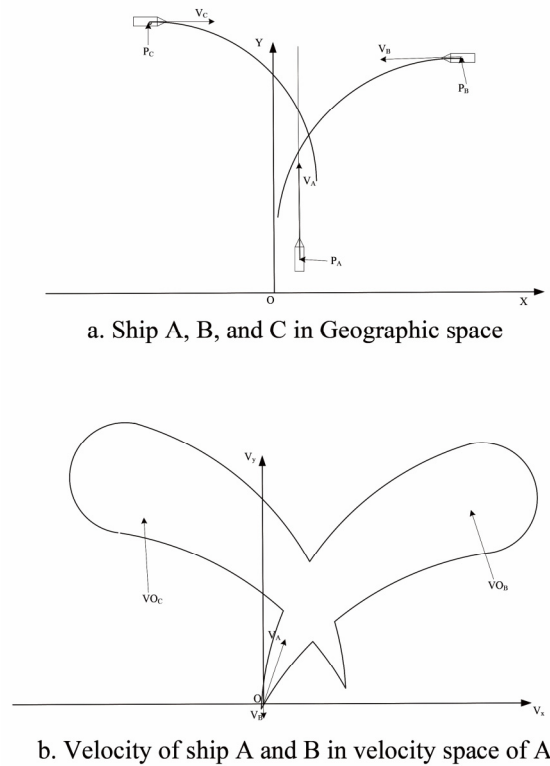 V_C
Y
P_C
V_B
P_B
V_A
P_A
O
X
a. Ship Λ, B, and C in Geographic space
V_y
VO_C
VO_B
V_A
O
V_B
V_x
b. Velocity of ship A and B in velocity space of A